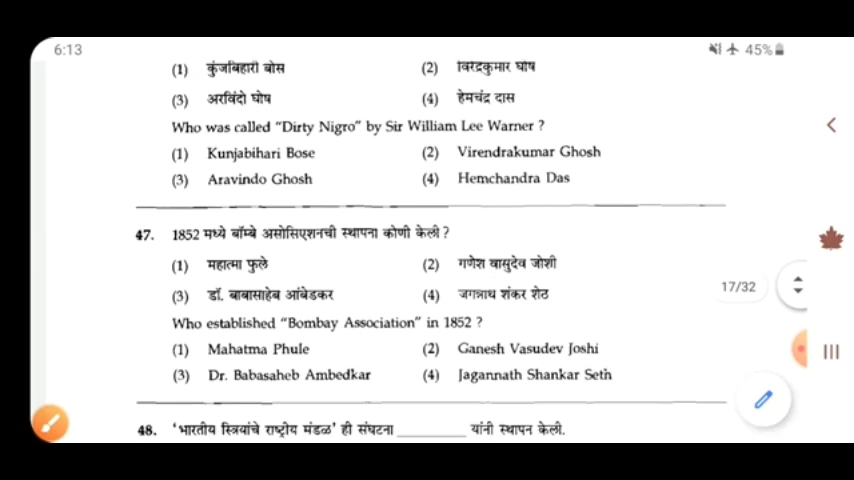 6:13
45%
(1) कुंजबिहारी बोस (2) विरेंद्रकुमार घोष
(3) अरविंदो घोष (4) हेमचंद्र दास
Who was called “Dirty Nigro” by Sir William Lee Warner ?
(1) Kunjabihari Bose (2) Virendrakumar Ghosh
(3) Aravindo Ghosh (4) Hemchandra Das
47. 1852 मध्ये बॉम्बे असोसिएशनची स्थापना कोणी केली ?
(1) महात्मा फुले (2) गणेश वासुदेव जोशी
(3) डॉ. बाबासाहेब आंबेडकर (4) जगन्नाथ शंकर शेठ
17/32
Who established “Bombay Association” in 1852 ?
(1) Mahatma Phule (2) Ganesh Vasudev Joshi
(3) Dr. Babasaheb Ambedkar (4) Jagannath Shankar Seth
48. ‘भारतीय स्त्रियांचे राष्ट्रीय मंडळ’ ही संघटना ________ यांनी स्थापन केली.